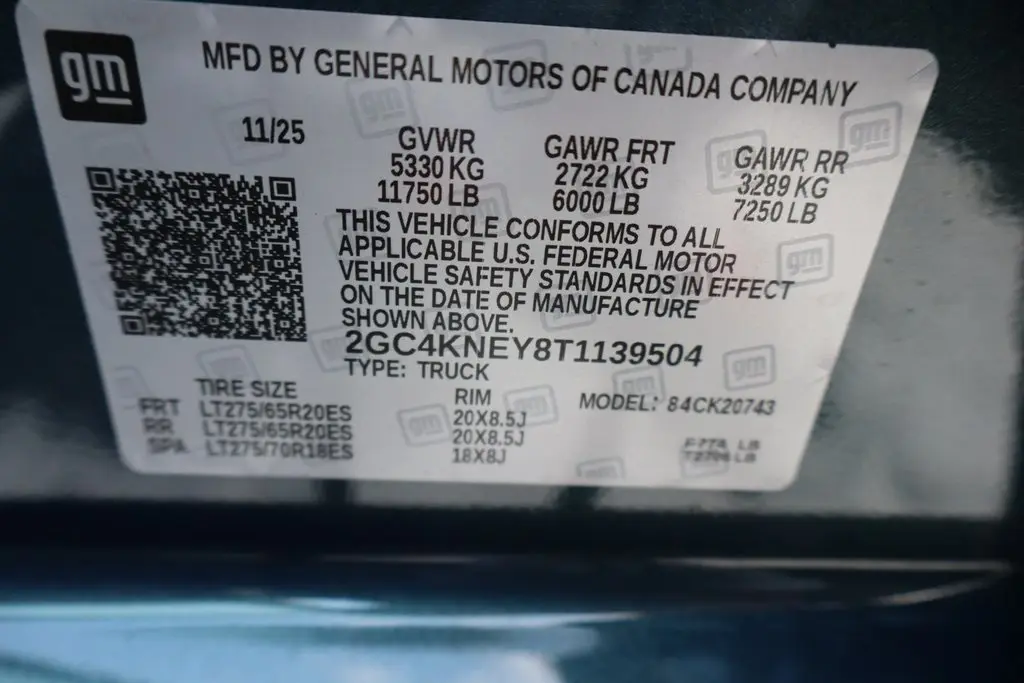 gm
MFD BY GENERAL MOTORS OF CANADA COMPANY
11/25
GVWR
5330 KG
11750 LB
GAWR FRT
2722 KG
6000 LB
GAWR RR
3289 KG
7250 LB
THIS VEHICLE CONFORMS TO ALL
APPLICABLE U.S. FEDERAL MOTOR
VEHICLE SAFETY STANDARDS IN EFFECT
ON THE DATE OF MANUFACTURE
SHOWN ABOVE.
2GC4KNEY8T1139504
TYPE: TRUCK
MODEL: 84CK20743
TIRE SIZE RIM
FRT LT275/65R20ES 20X8.5J
RR LT275/65R20ES 20X8.5J
SPA LT275/70R18ES 18X8J
LB
LB